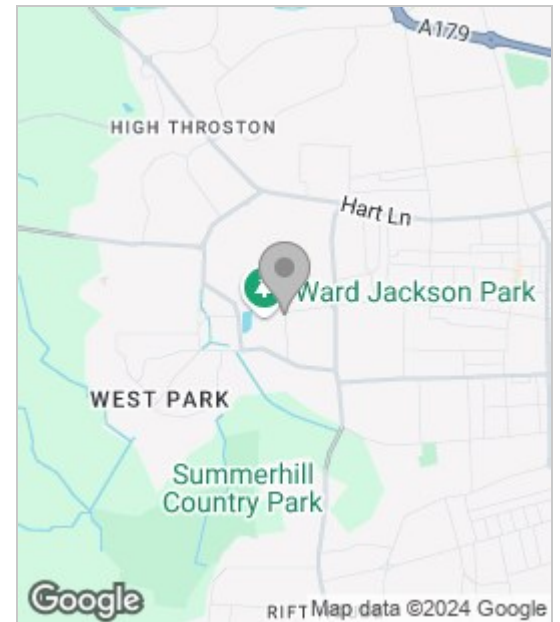 A179
HIGH THROSTON
Hart Ln
Ward Jackson Park
WEST PARK
Summerhill
Country Park
Google
RIFT
Map data ©2024 Google